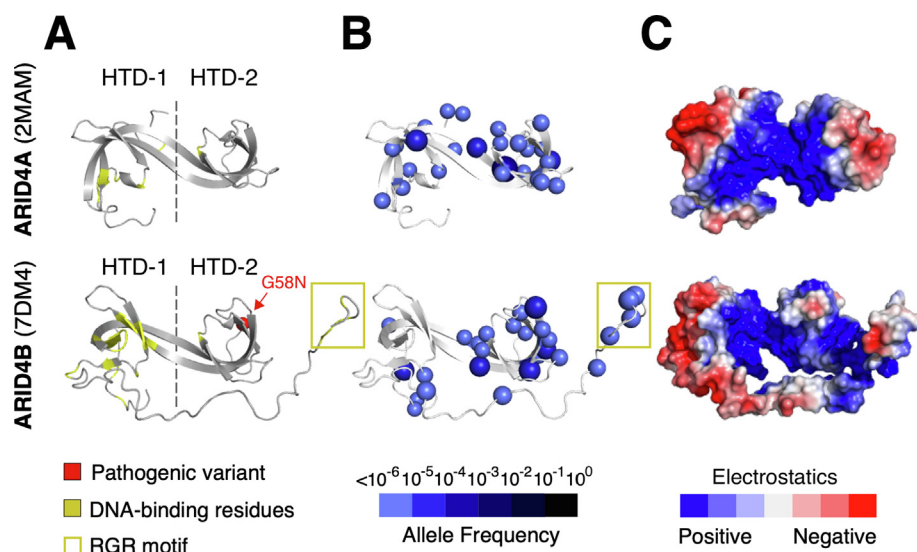 A
B
C
ARID4A (2MAM)
HTD-1
HTD-2
ARID4B (7DM4)
HTD-1
HTD-2
G58N
Pathogenic variant
DNA-binding residues
RGR motif
<10-6 10-5 10-4 10-3 10-2 10-1 100
Allele Frequency
Electrostatics
Positive
Negative